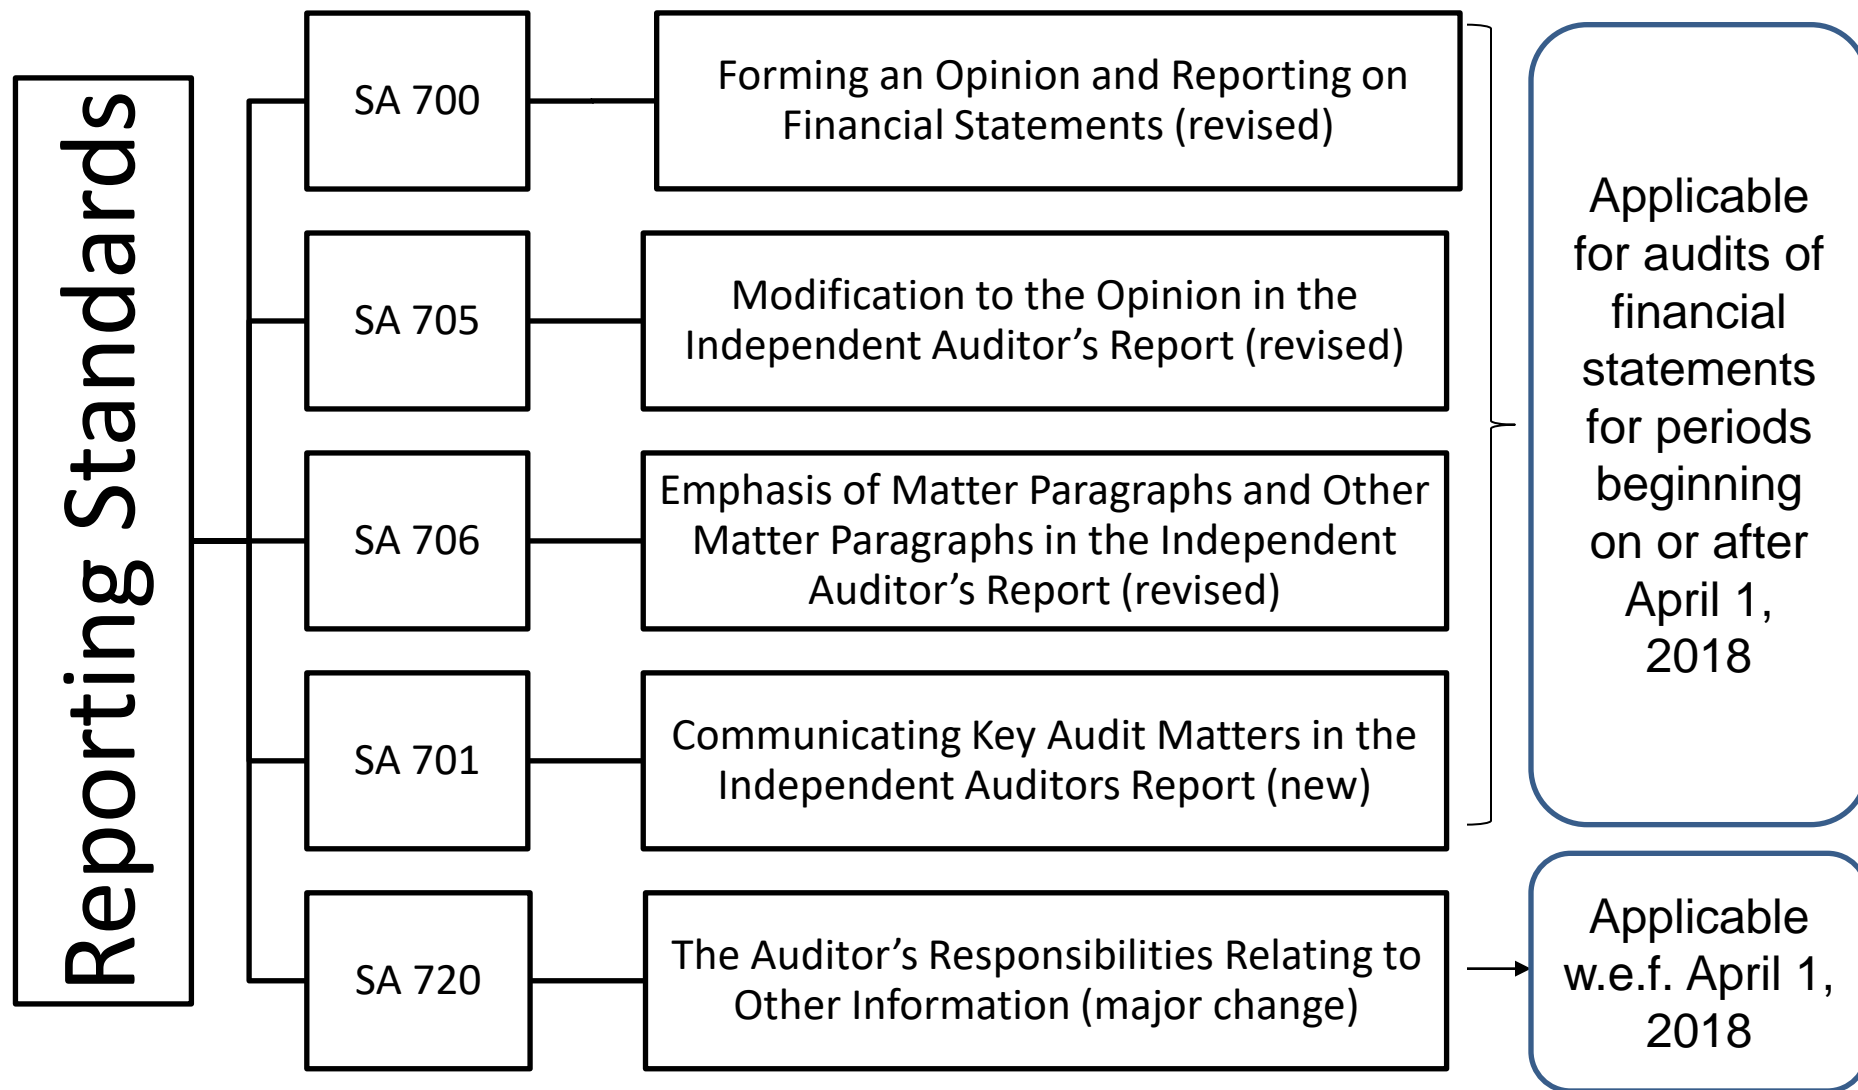 Reporting Standards
SA 700
Forming an Opinion and Reporting on
Financial Statements (revised)
SA 705
Modification to the Opinion in the
Independent Auditor’s Report (revised)
SA 706
Emphasis of Matter Paragraphs and Other
Matter Paragraphs in the Independent
Auditor’s Report (revised)
SA 701
Communicating Key Audit Matters in the
Independent Auditors Report (new)
SA 720
The Auditor’s Responsibilities Relating to
Other Information (major change)
Applicable
for audits of
financial
statements
for periods
beginning
on or after
April 1,
2018
Applicable
w.e.f. April 1,
2018